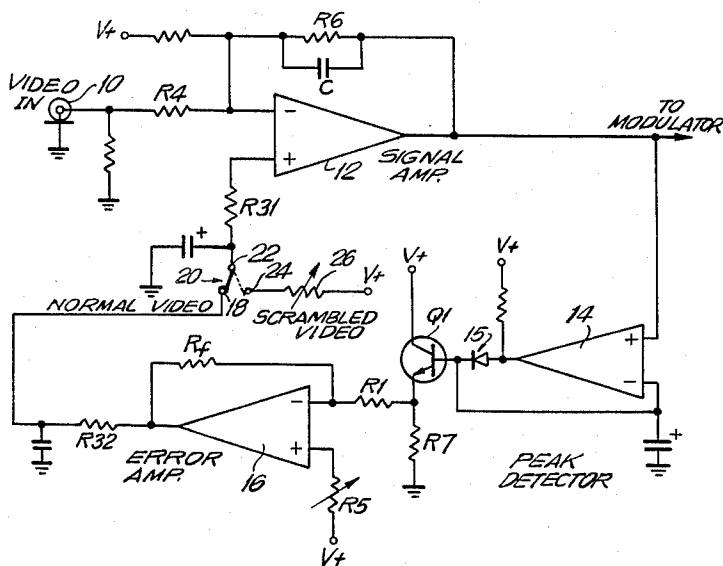 V+
R6
C
VIDEO
IN
10
R4
−
+
12
SIGNAL
AMP.
TO
MODULATOR
R31
+
22
20
24
26
V+
18
NORMAL VIDEO
SCRAMBLED
VIDEO
V+
V+
Q1
15
14
+
−
Rf
R1
−
+
16
R32
ERROR
AMP.
R7
+
PEAK
DETECTOR
R5
V+